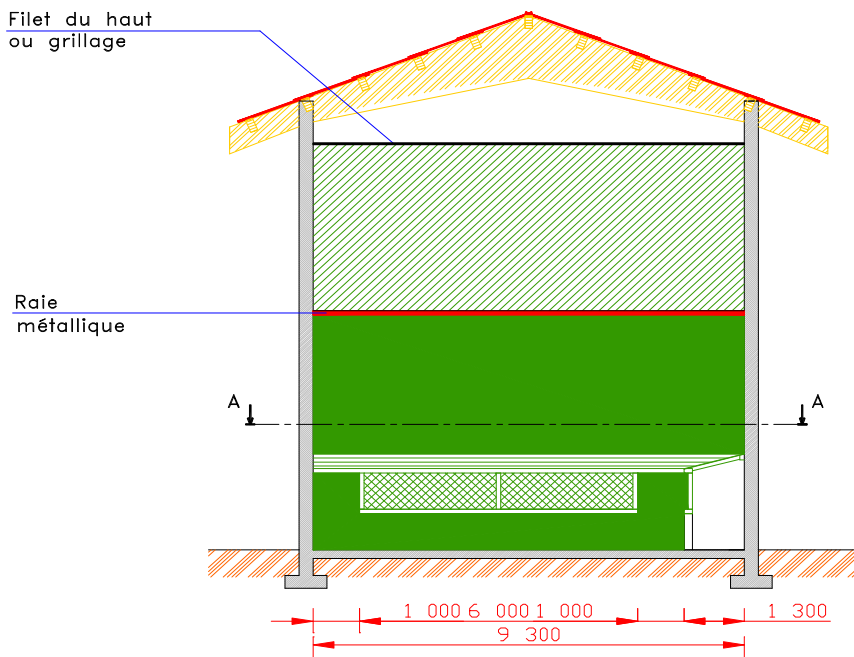 Filet du haut
ou grillage
Raie
métallique
A A
1 000 6 000 1 000 1 300
9 300